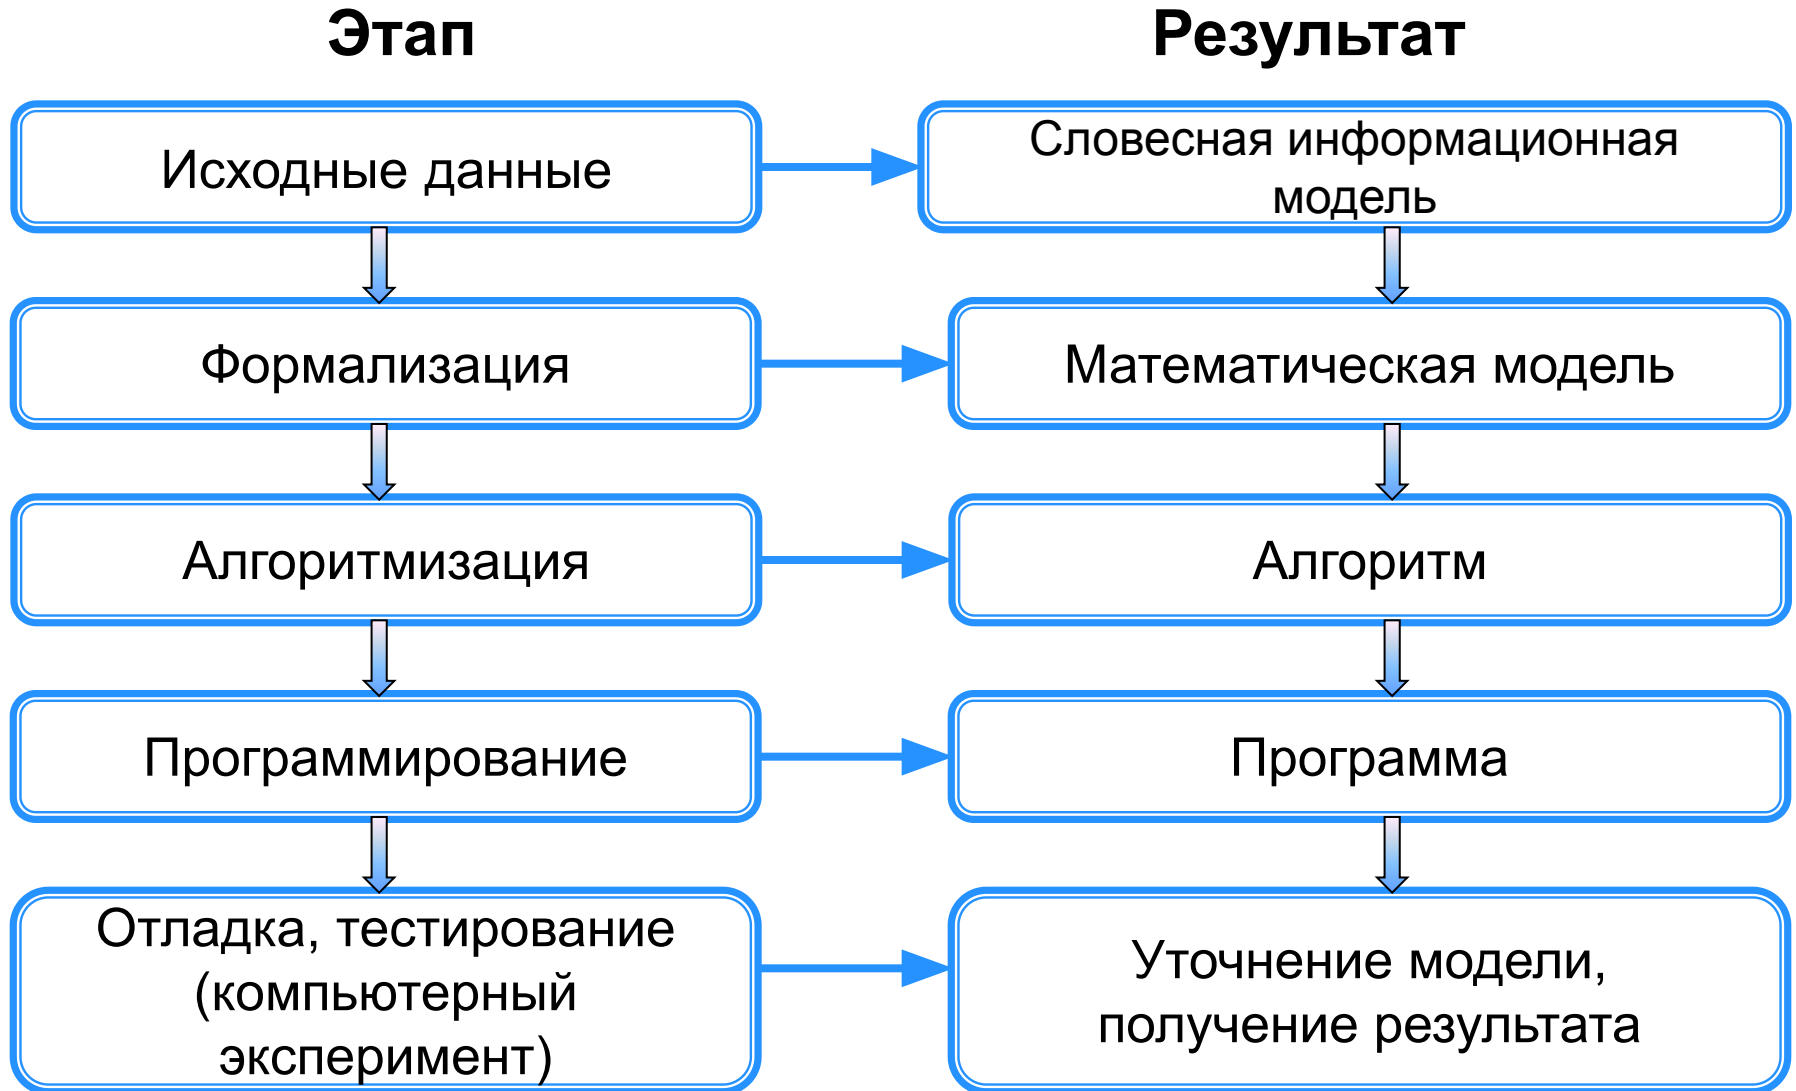 Этап
Результат
Исходные данные
Словесная информационная
модель
Формализация
Математическая модель
Алгоритмизация
Алгоритм
Программирование
Программа
Отладка, тестирование
(компьютерный
эксперимент)
Уточнение модели,
получение результата